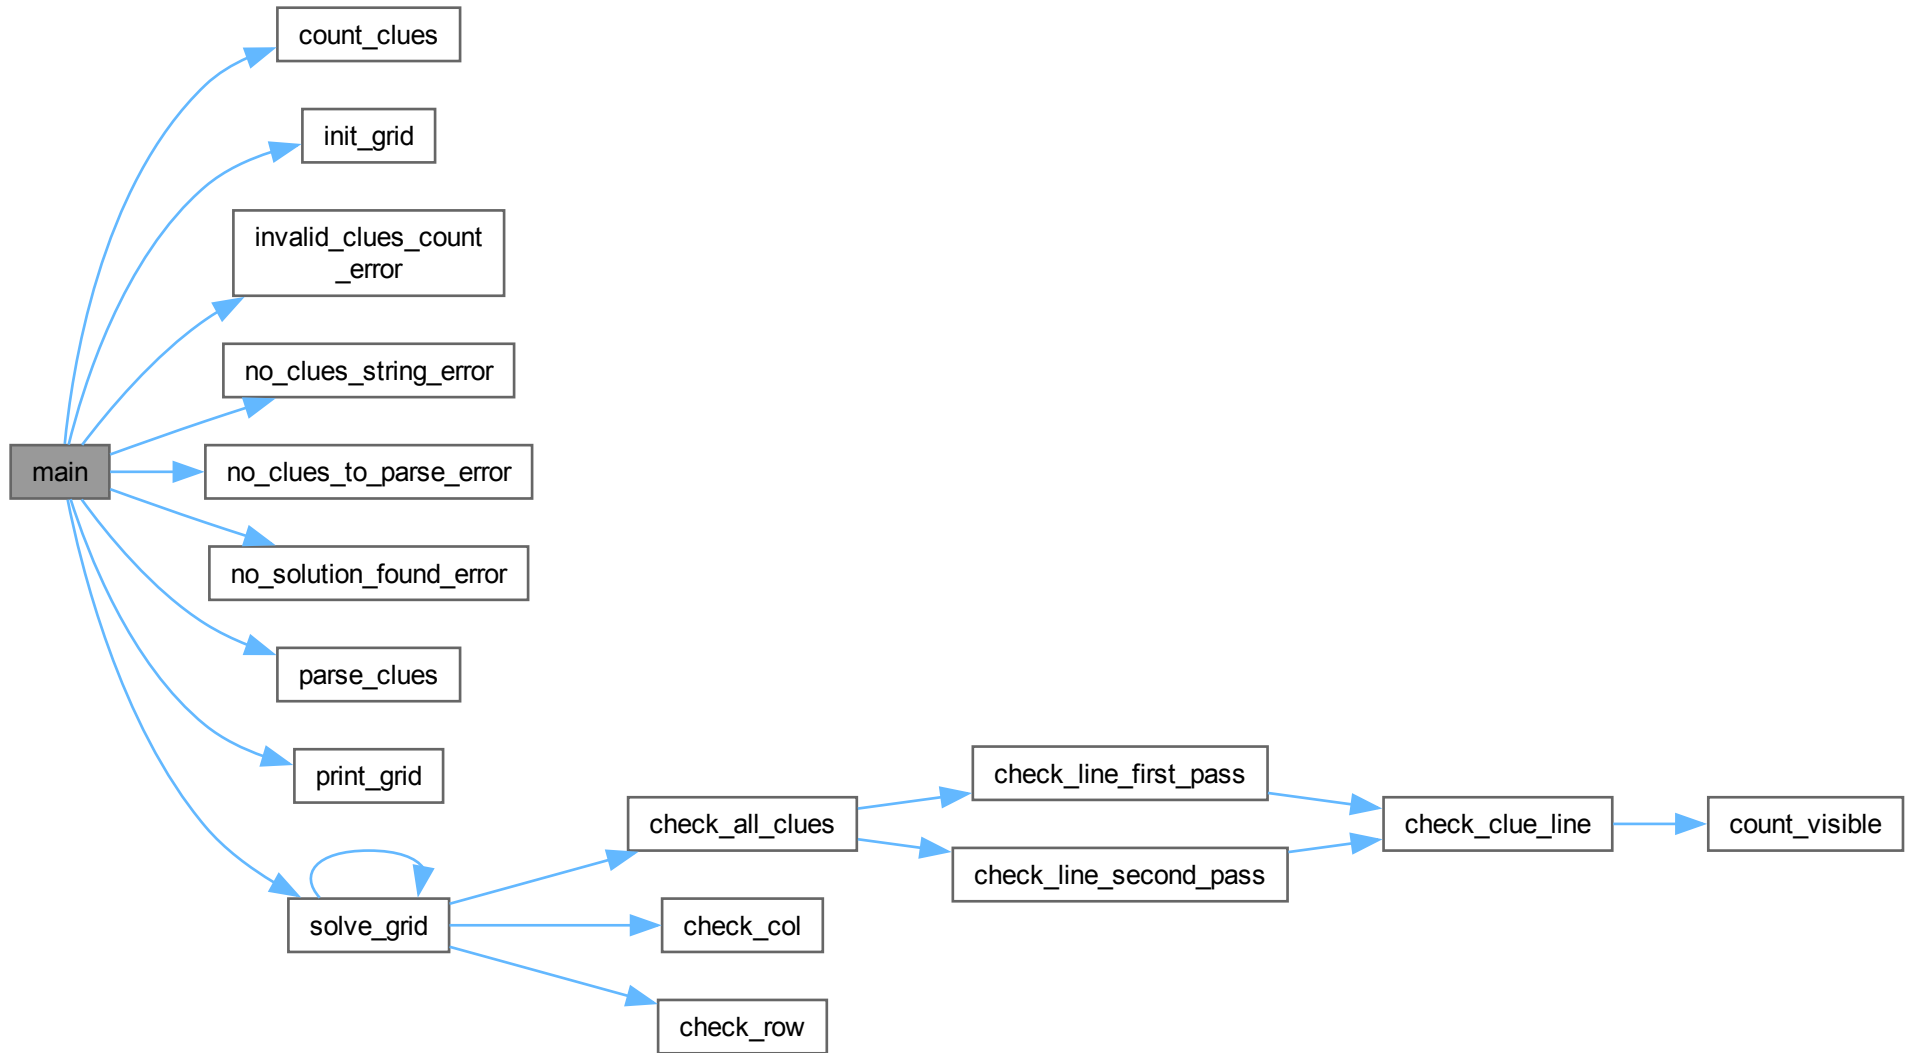 count_clues
init_grid
invalid_clues_count
_error
no_clues_string_error
main
no_clues_to_parse_error
no_solution_found_error
parse_clues
print_grid
solve_grid
check_all_clues
check_col
check_row
check_line_first_pass
check_line_second_pass
check_clue_line
count_visible